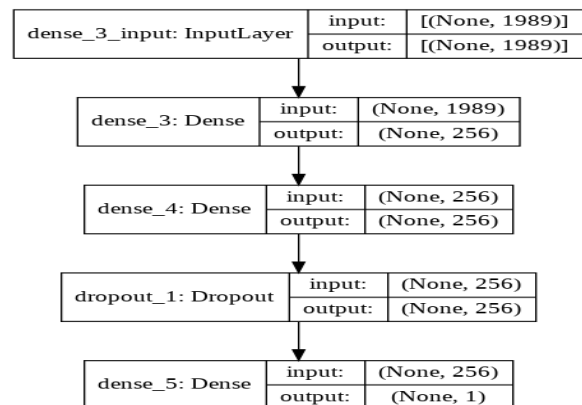 dense_3_input: InputLayer
input: [(None, 1989)]
output: [(None, 1989)]
dense_3: Dense
input: (None, 1989)
output: (None, 256)
dense_4: Dense
input: (None, 256)
output: (None, 256)
dropout_1: Dropout
input: (None, 256)
output: (None, 256)
dense_5: Dense
input: (None, 256)
output: (None, 1)